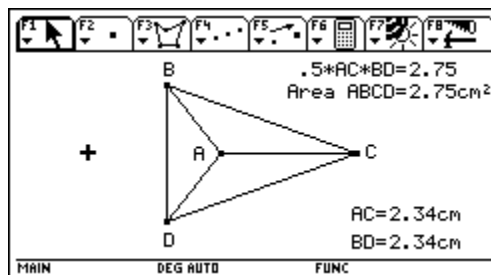 F1 F2 F3 F4 F5 F6 F7 F8
B
.5*AC*BD=2.75
Area ABCD=2.75cm²
A
C
D
AC=2.34cm
BD=2.34cm
MAIN DEG AUTO FUNC